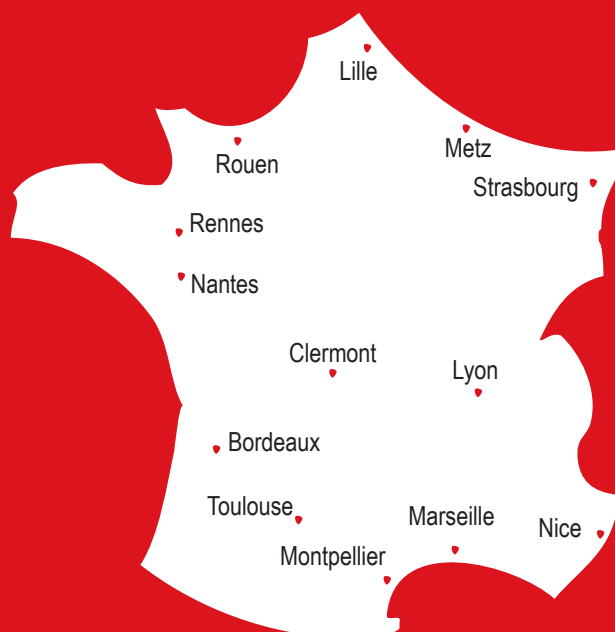 Lille
Metz
Rouen
Strasbourg
Rennes
Nantes
Clermont
Lyon
Bordeaux
Toulouse
Marseille
Nice
Montpellier